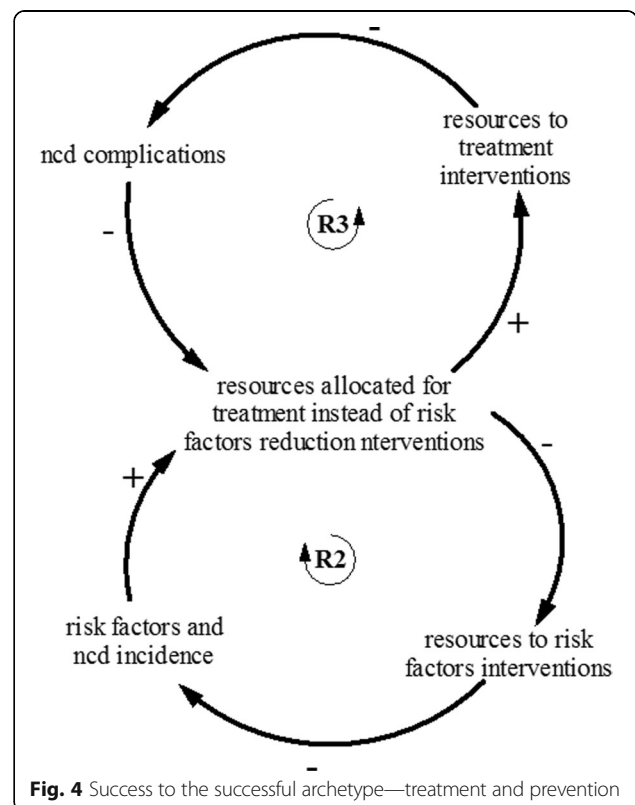 -
resources to
treatment
interventions
ncd complications
R3
-
+
resources allocated for
treatment instead of risk
factors reduction nterventions
-
+
R2
risk factors and
ncd incidence
resources to risk
factors interventions
-
Fig. 4 Success to the successful archetype—treatment and prevention